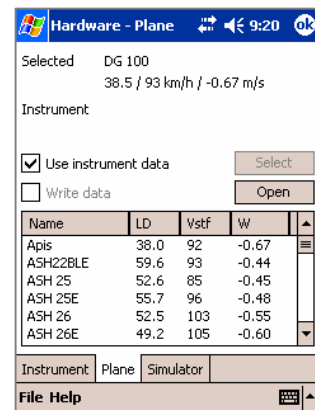 Hardware - Plane 9:20 ok
Selected DG 100
38.5 / 93 km/h / -0.67 m/s
Instrument
Use instrument data Select
Write data Open
Name LD Vstf W
Apis 38.0 92 -0.67
ASH22BLE 59.6 93 -0.44
ASH 25 52.6 85 -0.45
ASH 25E 55.7 96 -0.48
ASH 26 52.5 103 -0.55
ASH 26E 49.2 105 -0.60
Instrument Plane Simulator
File Help